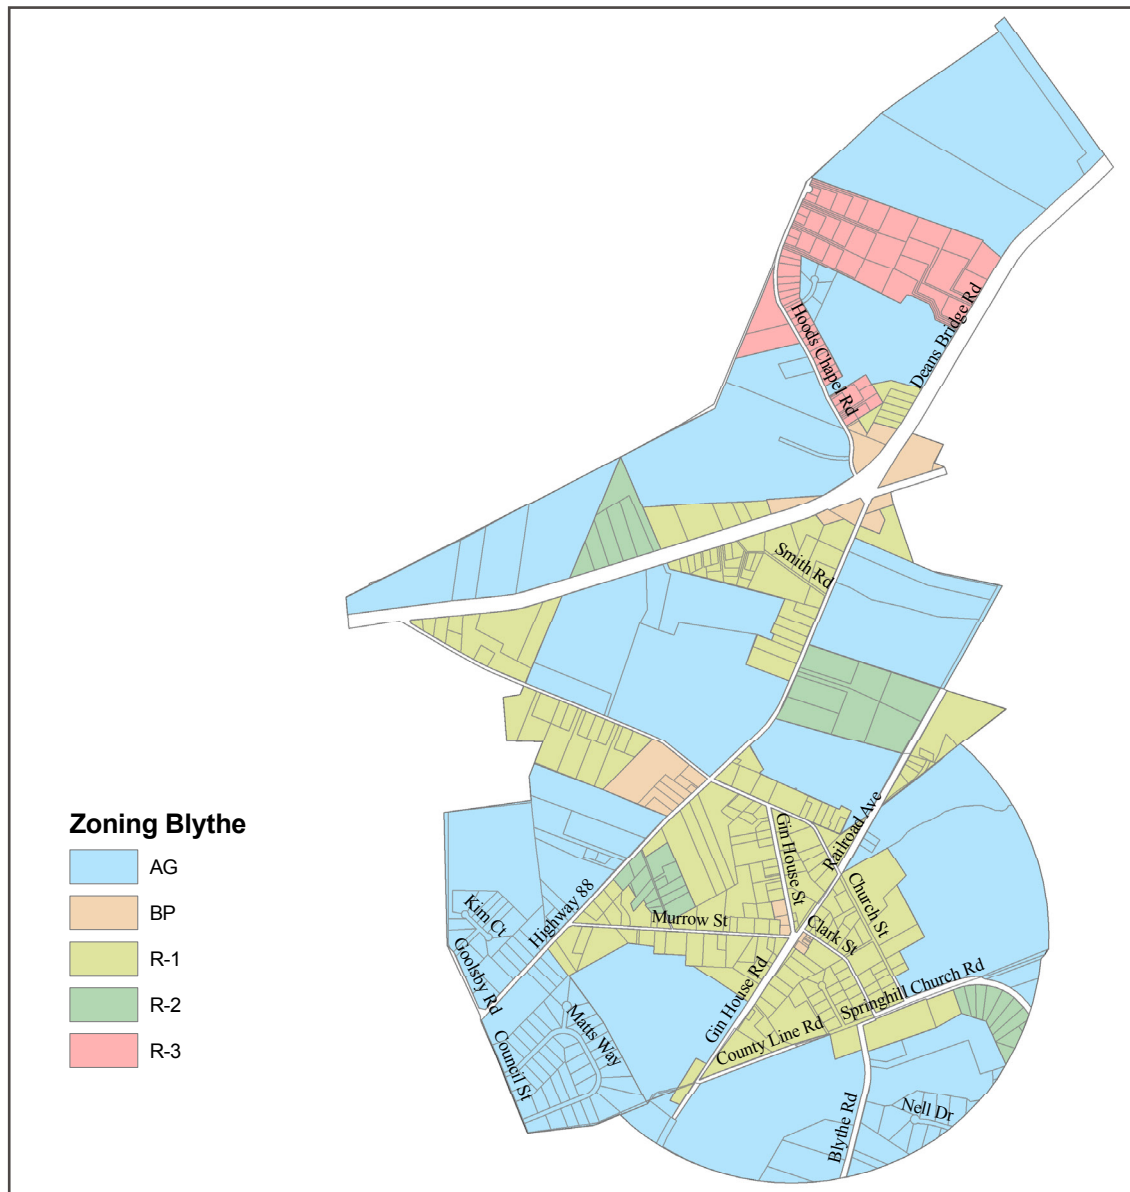 Deans Bridge Rd
Hoods Chapel Rd
Smith Rd
Zoning Blythe
AG
BP
R-1
R-2
R-3
Railroad Ave
Gin House St
Church St
Highway 88
Kim Ct
Murrow St
Clark St
Goolsby Rd
Gin House Rd
Springhill Church Rd
County Line Rd
Matts Way
Council St
Nell Dr
Blythe Rd